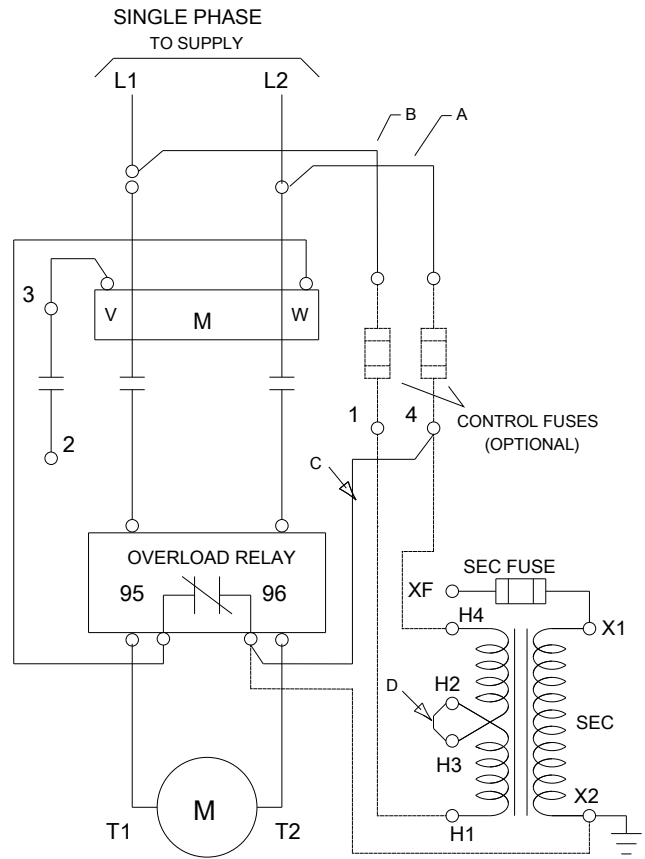 SINGLE PHASE
TO SUPPLY
L1 L2
B A
3
V M W
2
1 4
CONTROL FUSES
(OPTIONAL)
C
OVERLOAD RELAY
95 96
SEC FUSE
XF
H4 X1
D H2
SEC
H3
X2
H1
M
T1 T2